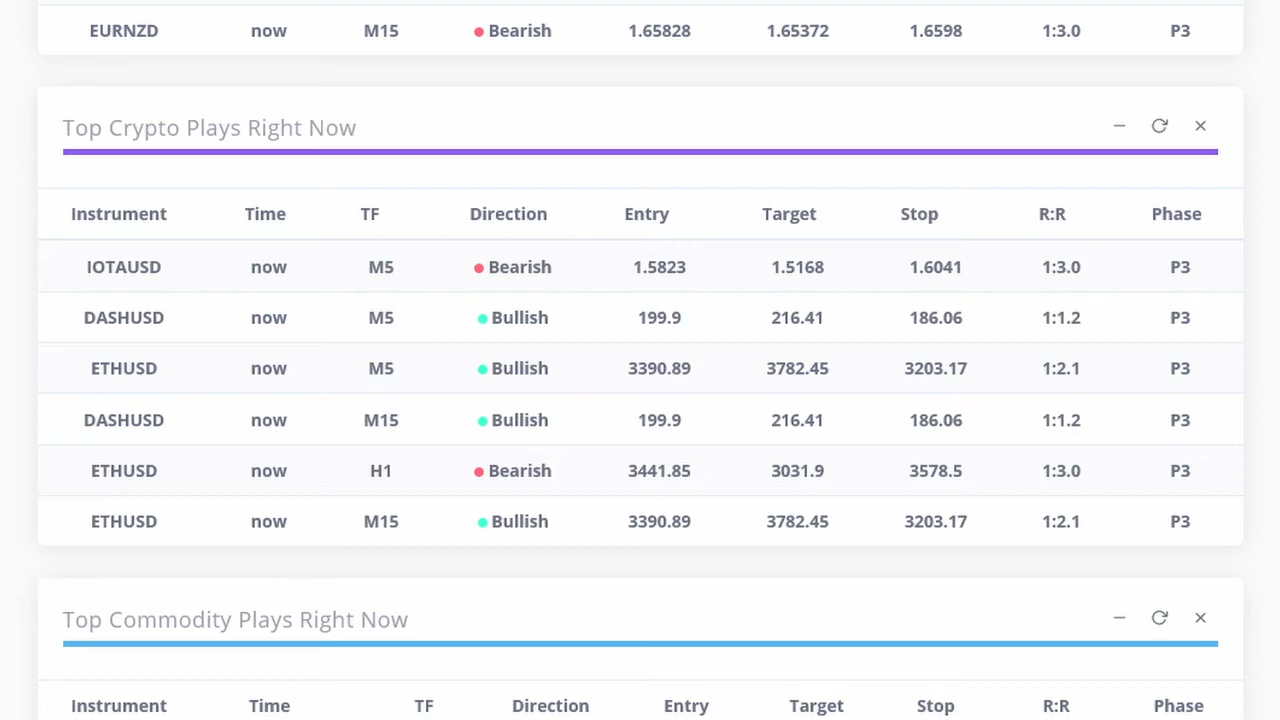 EURNZD now M15 Bearish 1.65828 1.65372 1.6598 1:3.0 P3
Top Crypto Plays Right Now
Instrument Time TF Direction Entry Target Stop R:R Phase
IOTAUSD now M5 Bearish 1.5823 1.5168 1.6041 1:3.0 P3
DASHUSD now M5 Bullish 199.9 216.41 186.06 1:1.2 P3
ETHUSD now M5 Bullish 3390.89 3782.45 3203.17 1:2.1 P3
DASHUSD now M15 Bullish 199.9 216.41 186.06 1:1.2 P3
ETHUSD now H1 Bearish 3441.85 3031.9 3578.5 1:3.0 P3
ETHUSD now M15 Bullish 3390.89 3782.45 3203.17 1:2.1 P3
Top Commodity Plays Right Now
Instrument Time TF Direction Entry Target Stop R:R Phase